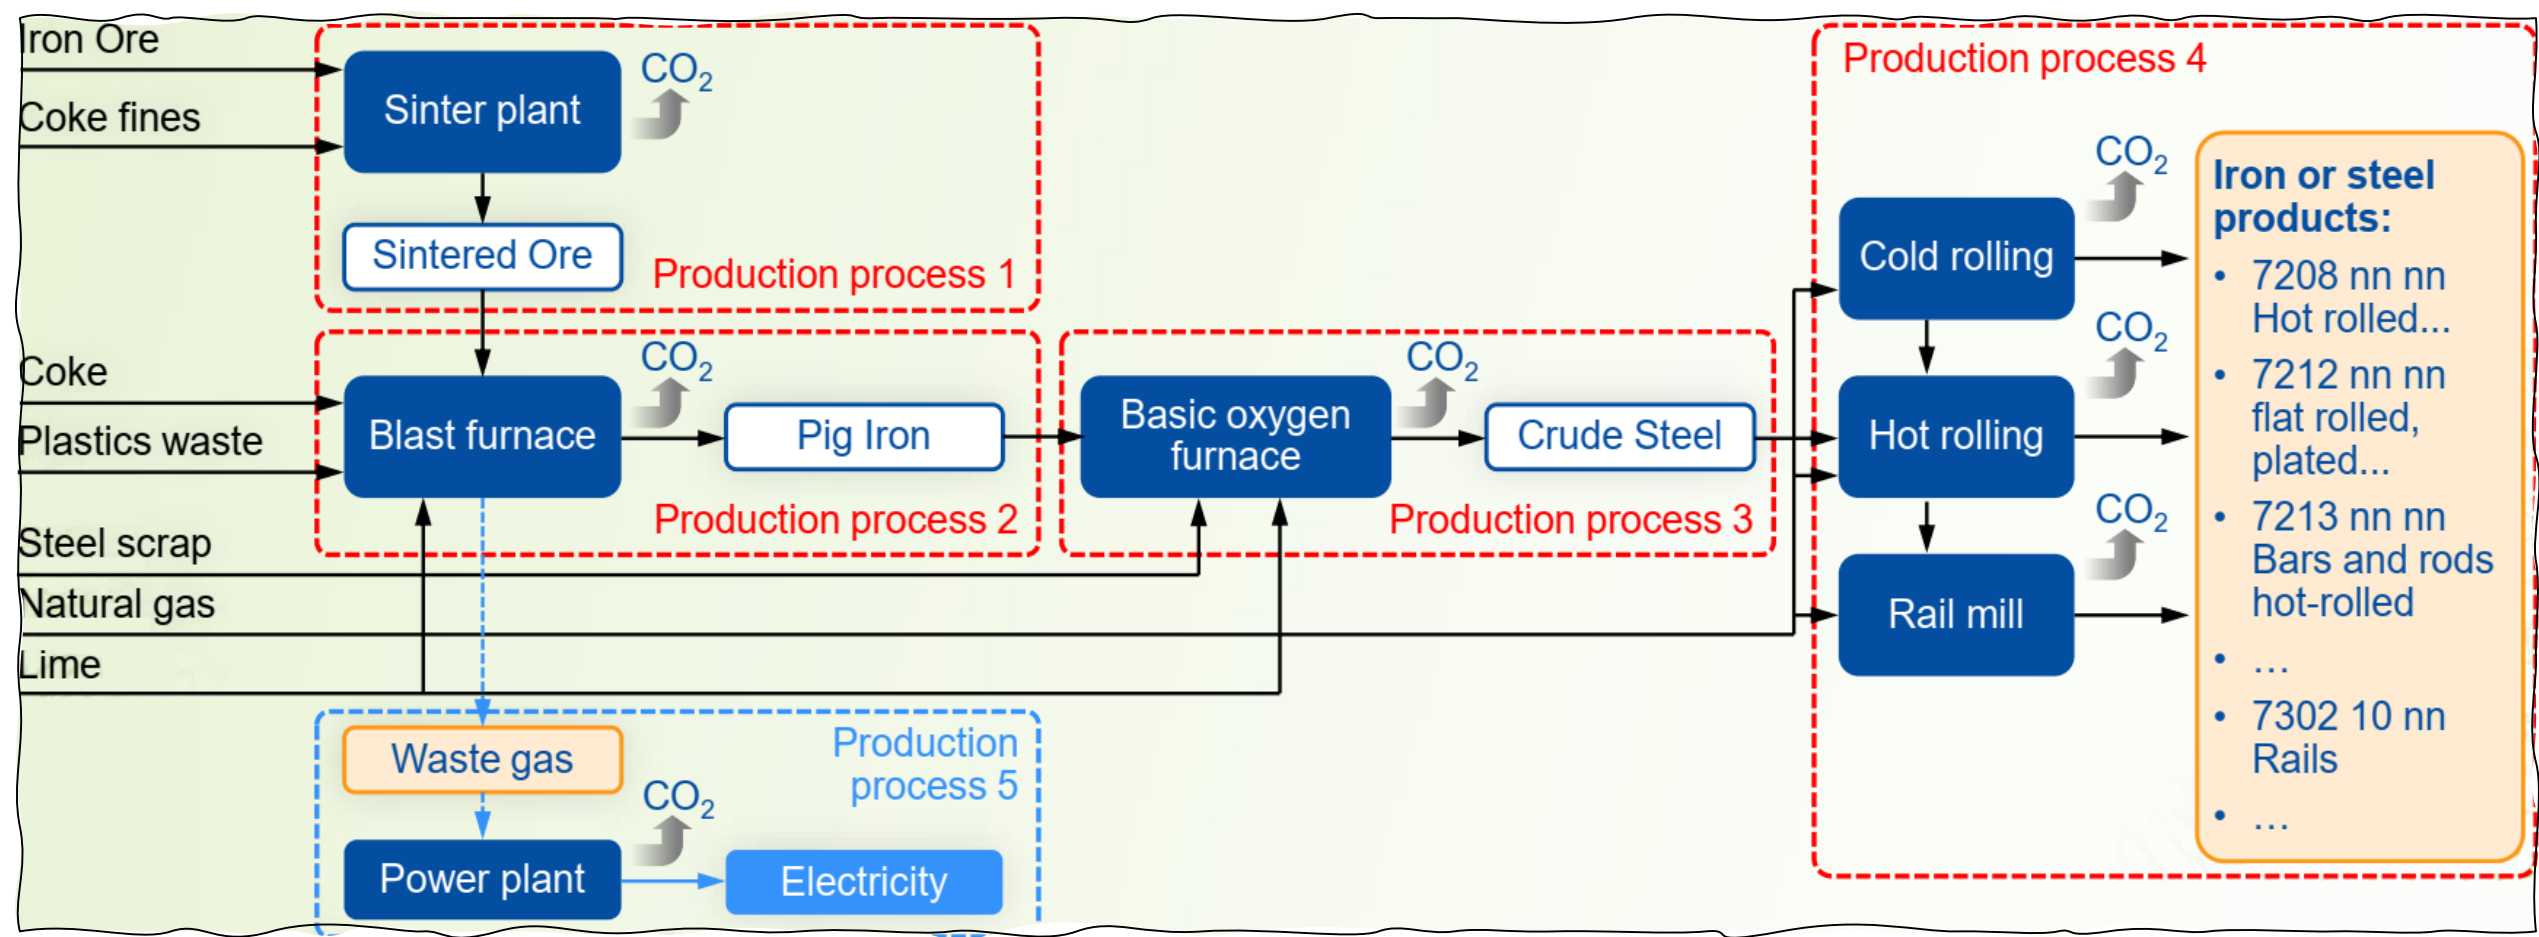 Iron Ore
Coke fines
Sinter plant
CO₂
Sintered Ore
Production process 1
Coke
Plastics waste
Blast furnace
CO₂
Pig Iron
Production process 2
Basic oxygen
furnace
CO₂
Crude Steel
Production process 3
Steel scrap
Natural gas
Lime
Waste gas
Production
process 5
Power plant
CO₂
Electricity
Production process 4
Cold rolling
CO₂
Hot rolling
CO₂
Rail mill
CO₂
Iron or steel
products:
• 7208 nn nn
Hot rolled...
• 7212 nn nn
flat rolled,
plated...
• 7213 nn nn
Bars and rods
hot-rolled
• ...
• 7302 10 nn
Rails
• ...